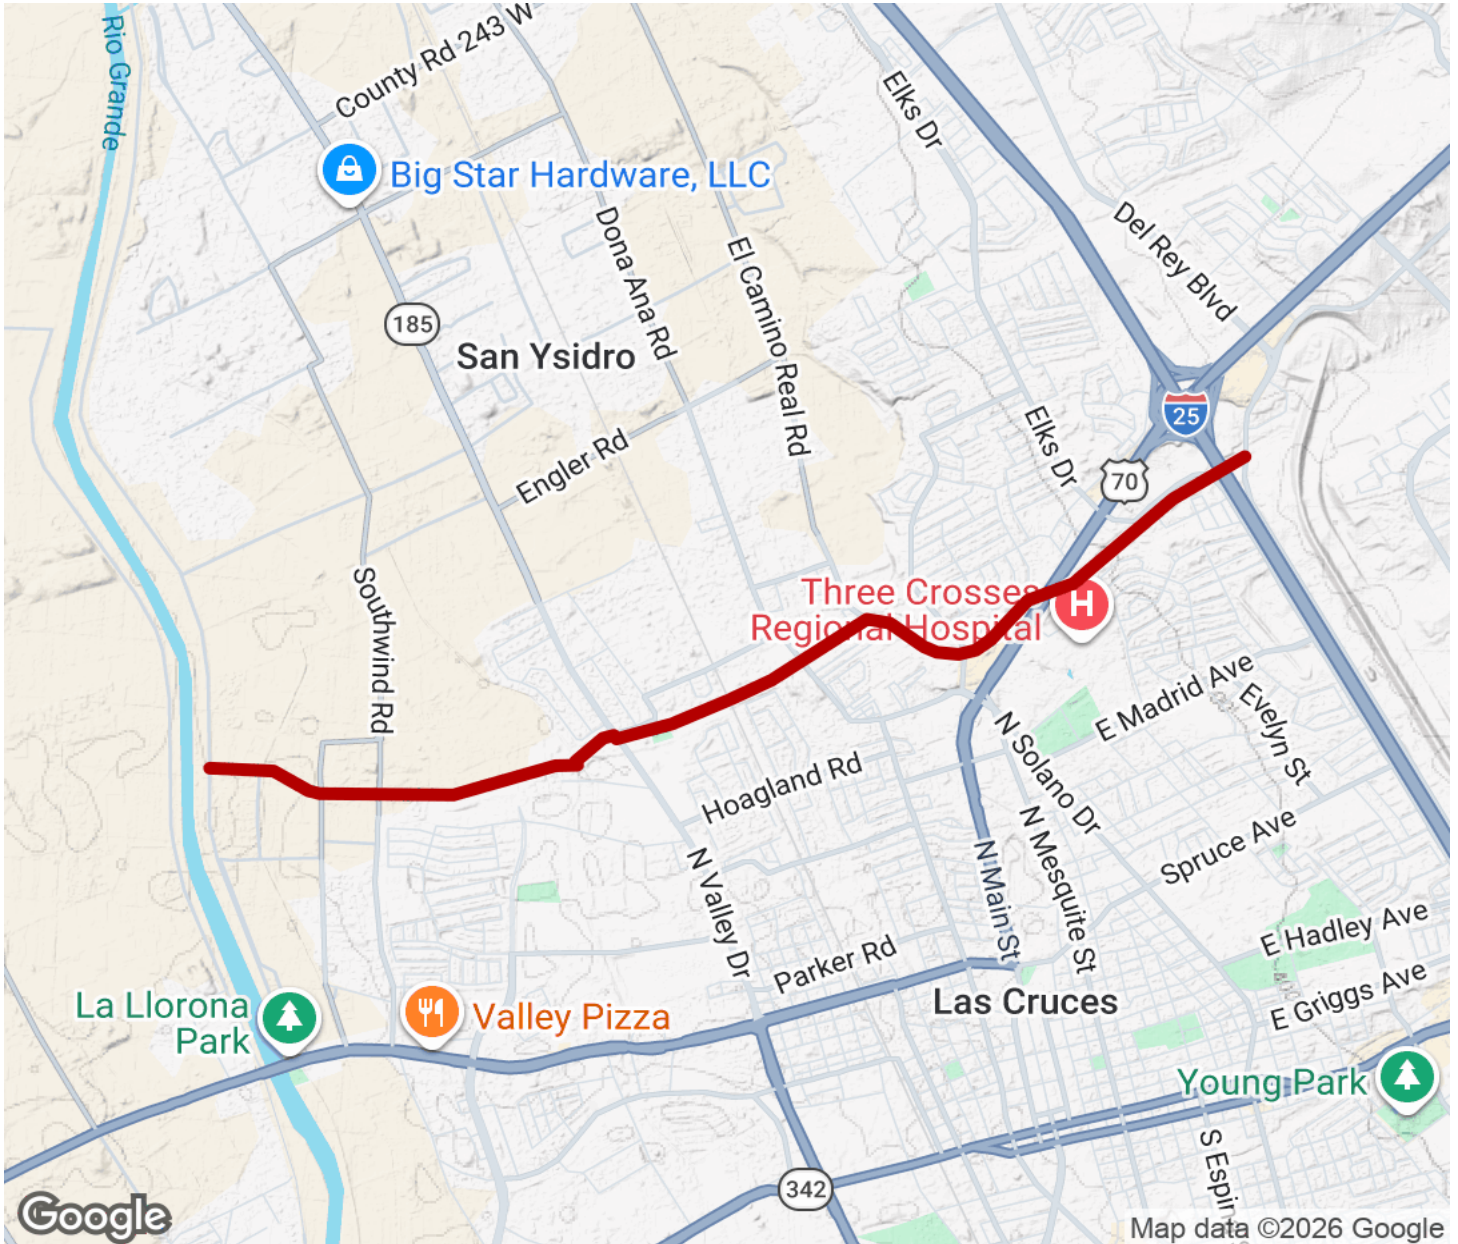 Rio Grande
County Rd 243 W
Elks Dr
Big Star Hardware, LLC
Del Rey Blvd
Dona Ana Rd
El Camino Real Rd
185
San Ysidro
25
Elks Dr
Engler Rd
70
Three Crosses
Regional Hospital
H
Southwind Rd
E Madrid Ave
Evelyn St
N Solano Dr
Hoagland Rd
N Mesquite St
Spruce Ave
N Main St
N Valley Dr
E Hadley Ave
Parker Rd
E Griggs Ave
La Llorona
Park
Valley Pizza
Las Cruces
Young Park
S Espin
342
Google
Map data ©2026 Google